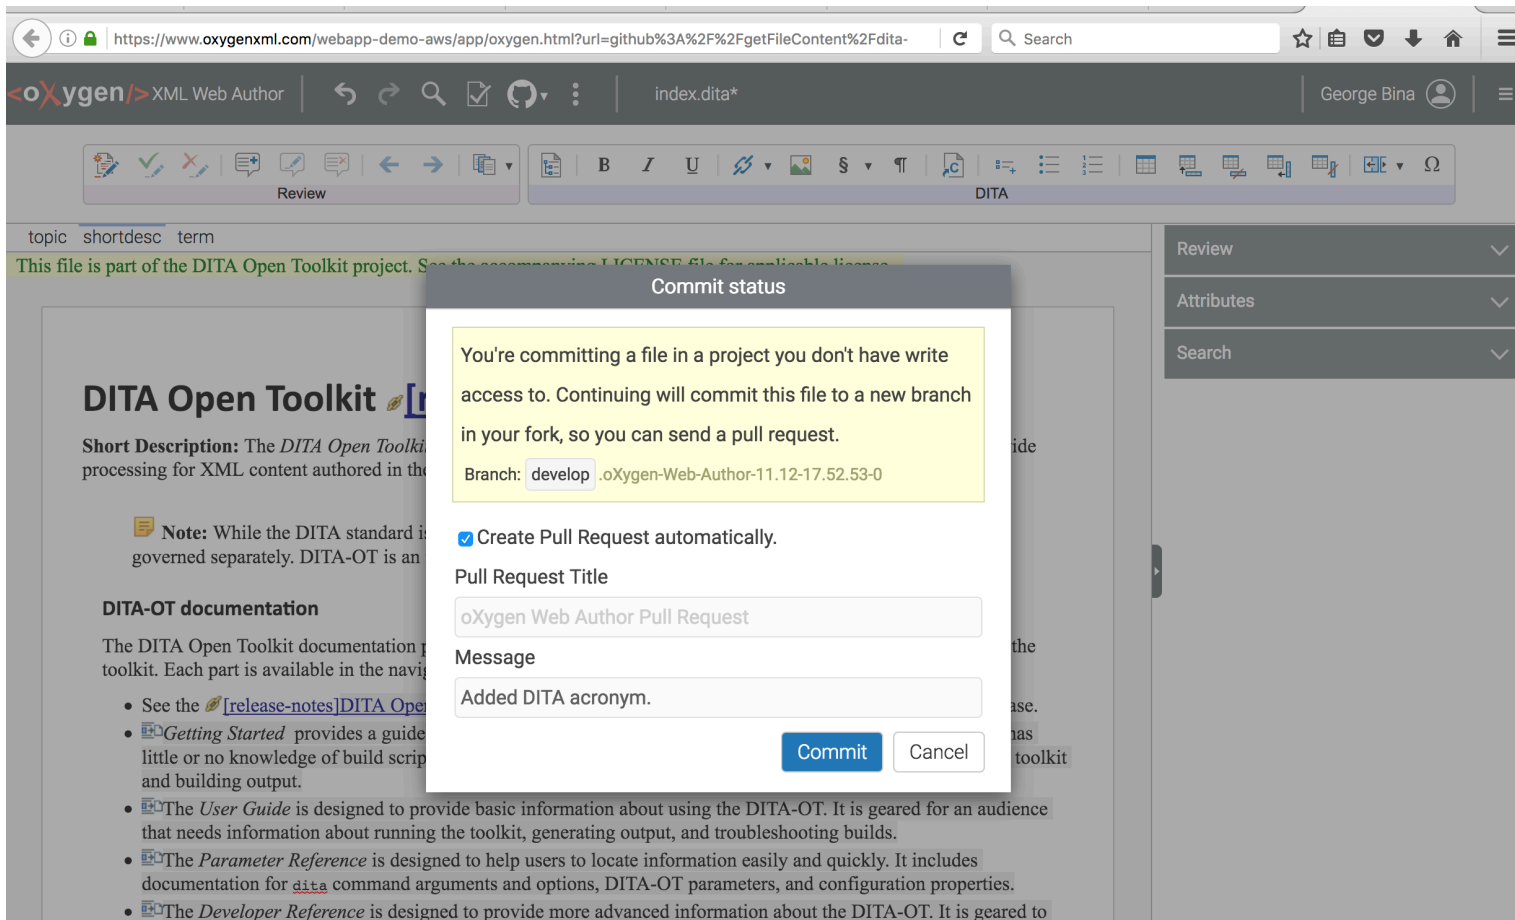 https://www.oxygenxml.com/webapp-demo-aws/app/oxygen.html?url=github%3A%2F%2FgetFileContent%2Fdita-
Search
<oXygen/> XML Web Author
index.dita*
George Bina
B I U § ¶ Ω
Review
DITA
topic shortdesc term
This file is part of the DITA Open Toolkit project. See the accompanying LICENSE file for applicable license.
Review
Attributes
Search
DITA Open Toolkit [r
Short Description: The DITA Open Toolki
ide
processing for XML content authored in the
Note: While the DITA standard i
governed separately. DITA-OT is an
DITA-OT documentation
The DITA Open Toolkit documentation p
the
toolkit. Each part is available in the navig
See the [release-notes]DITA Ope
ase.
Getting Started provides a guide
has
little or no knowledge of build scrip
toolkit
and building output.
The User Guide is designed to provide basic information about using the DITA-OT. It is geared for an audience
that needs information about running the toolkit, generating output, and troubleshooting builds.
The Parameter Reference is designed to help users to locate information easily and quickly. It includes
documentation for dita command arguments and options, DITA-OT parameters, and configuration properties.
The Developer Reference is designed to provide more advanced information about the DITA-OT. It is geared to
Commit status
You're committing a file in a project you don't have write
access to. Continuing will commit this file to a new branch
in your fork, so you can send a pull request.
Branch: develop .oXygen-Web-Author-11.12-17.52.53-0
Create Pull Request automatically.
Pull Request Title
oXygen Web Author Pull Request
Message
Added DITA acronym.
Commit Cancel